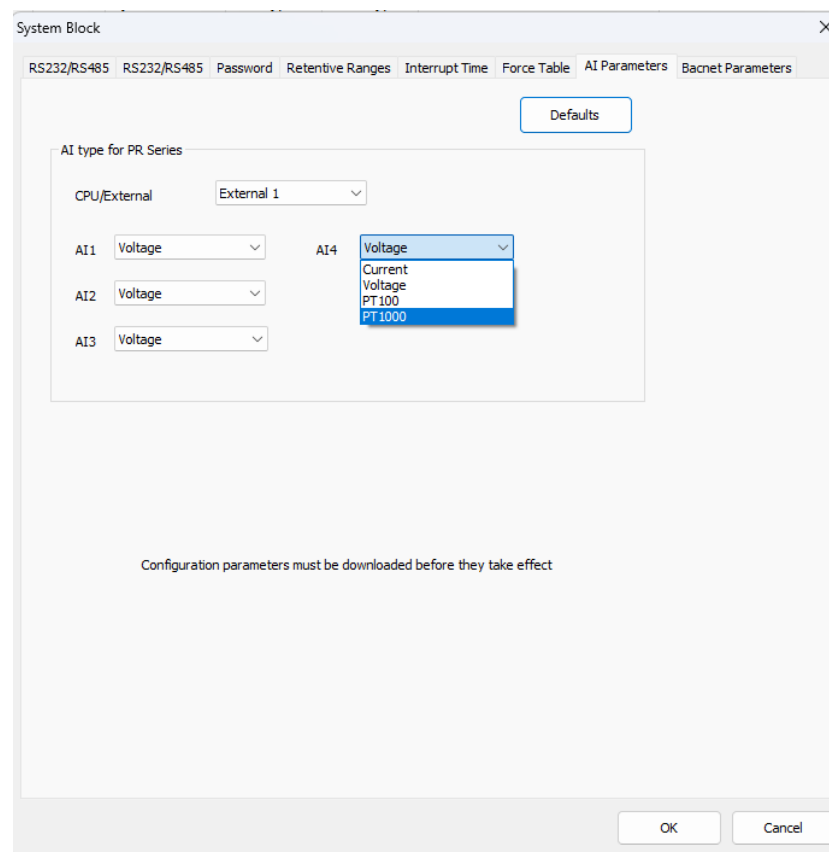 System Block
RS232/RS485 RS232/RS485 Password Retentive Ranges Interrupt Time Force Table AI Parameters Bacnet Parameters
Defaults
AI type for PR Series
CPU/External External 1
AI1 Voltage AI4 Voltage
Current
Voltage
AI2 Voltage PT100
PT1000
AI3 Voltage
Configuration parameters must be downloaded before they take effect
OK Cancel